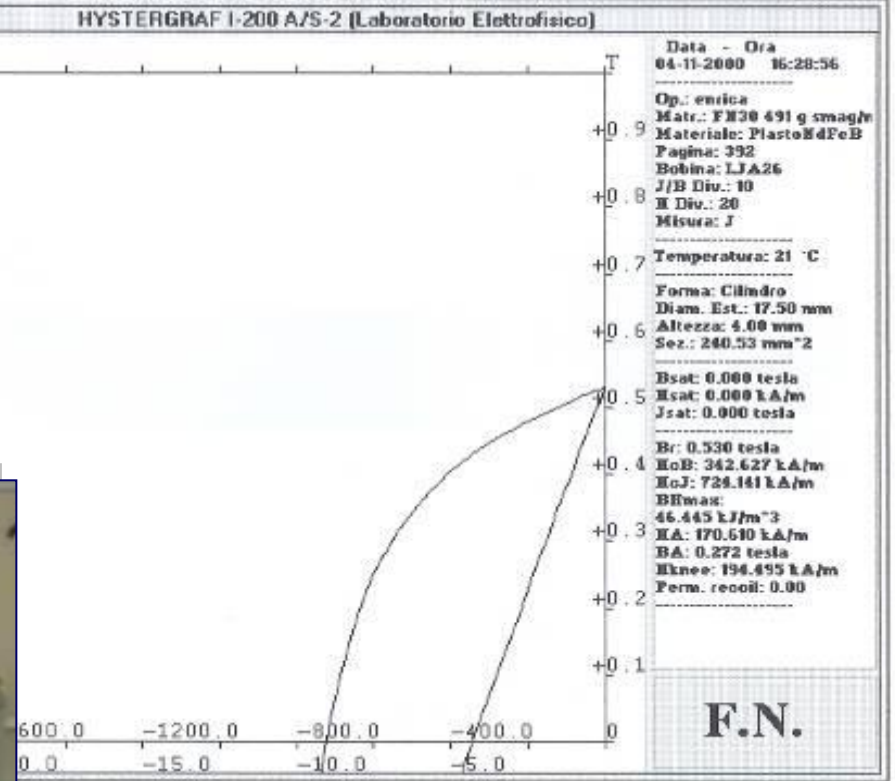 HYSTERGRAF I-200 A/S-2 (Laboratorio Elettrofisico)
T
+0.9
+0.8
+0.7
+0.6
+0.5
+0.4
+0.3
+0.2
+0.1
600.0 -1200.0 -800.0 -400.0 0
0.0 -15.0 -10.0 -5.0
Data - Ora
04-11-2000 16:28:56
Op.: enrica
Matr.: FN30 491 g smag/m
Materiale: PlastoNdFeB
Pagina: 392
Bobina: LJA26
J/B Div.: 10
H Div.: 20
Misura: J
Temperatura: 21 °C
Forma: Cilindro
Diam. Est.: 17.50 mm
Altezza: 4.00 mm
Sez.: 240.53 mm^2
Bsat: 0.000 tesla
Hsat: 0.000 kA/m
Jsat: 0.000 tesla
Br: 0.530 tesla
HcB: 342.627 kA/m
HcJ: 724.141 kA/m
BHmax:
46.445 kJ/m^3
HA: 170.610 kA/m
BA: 0.272 tesla
Hknee: 194.495 kA/m
Perm. recoil: 0.00
F.N.